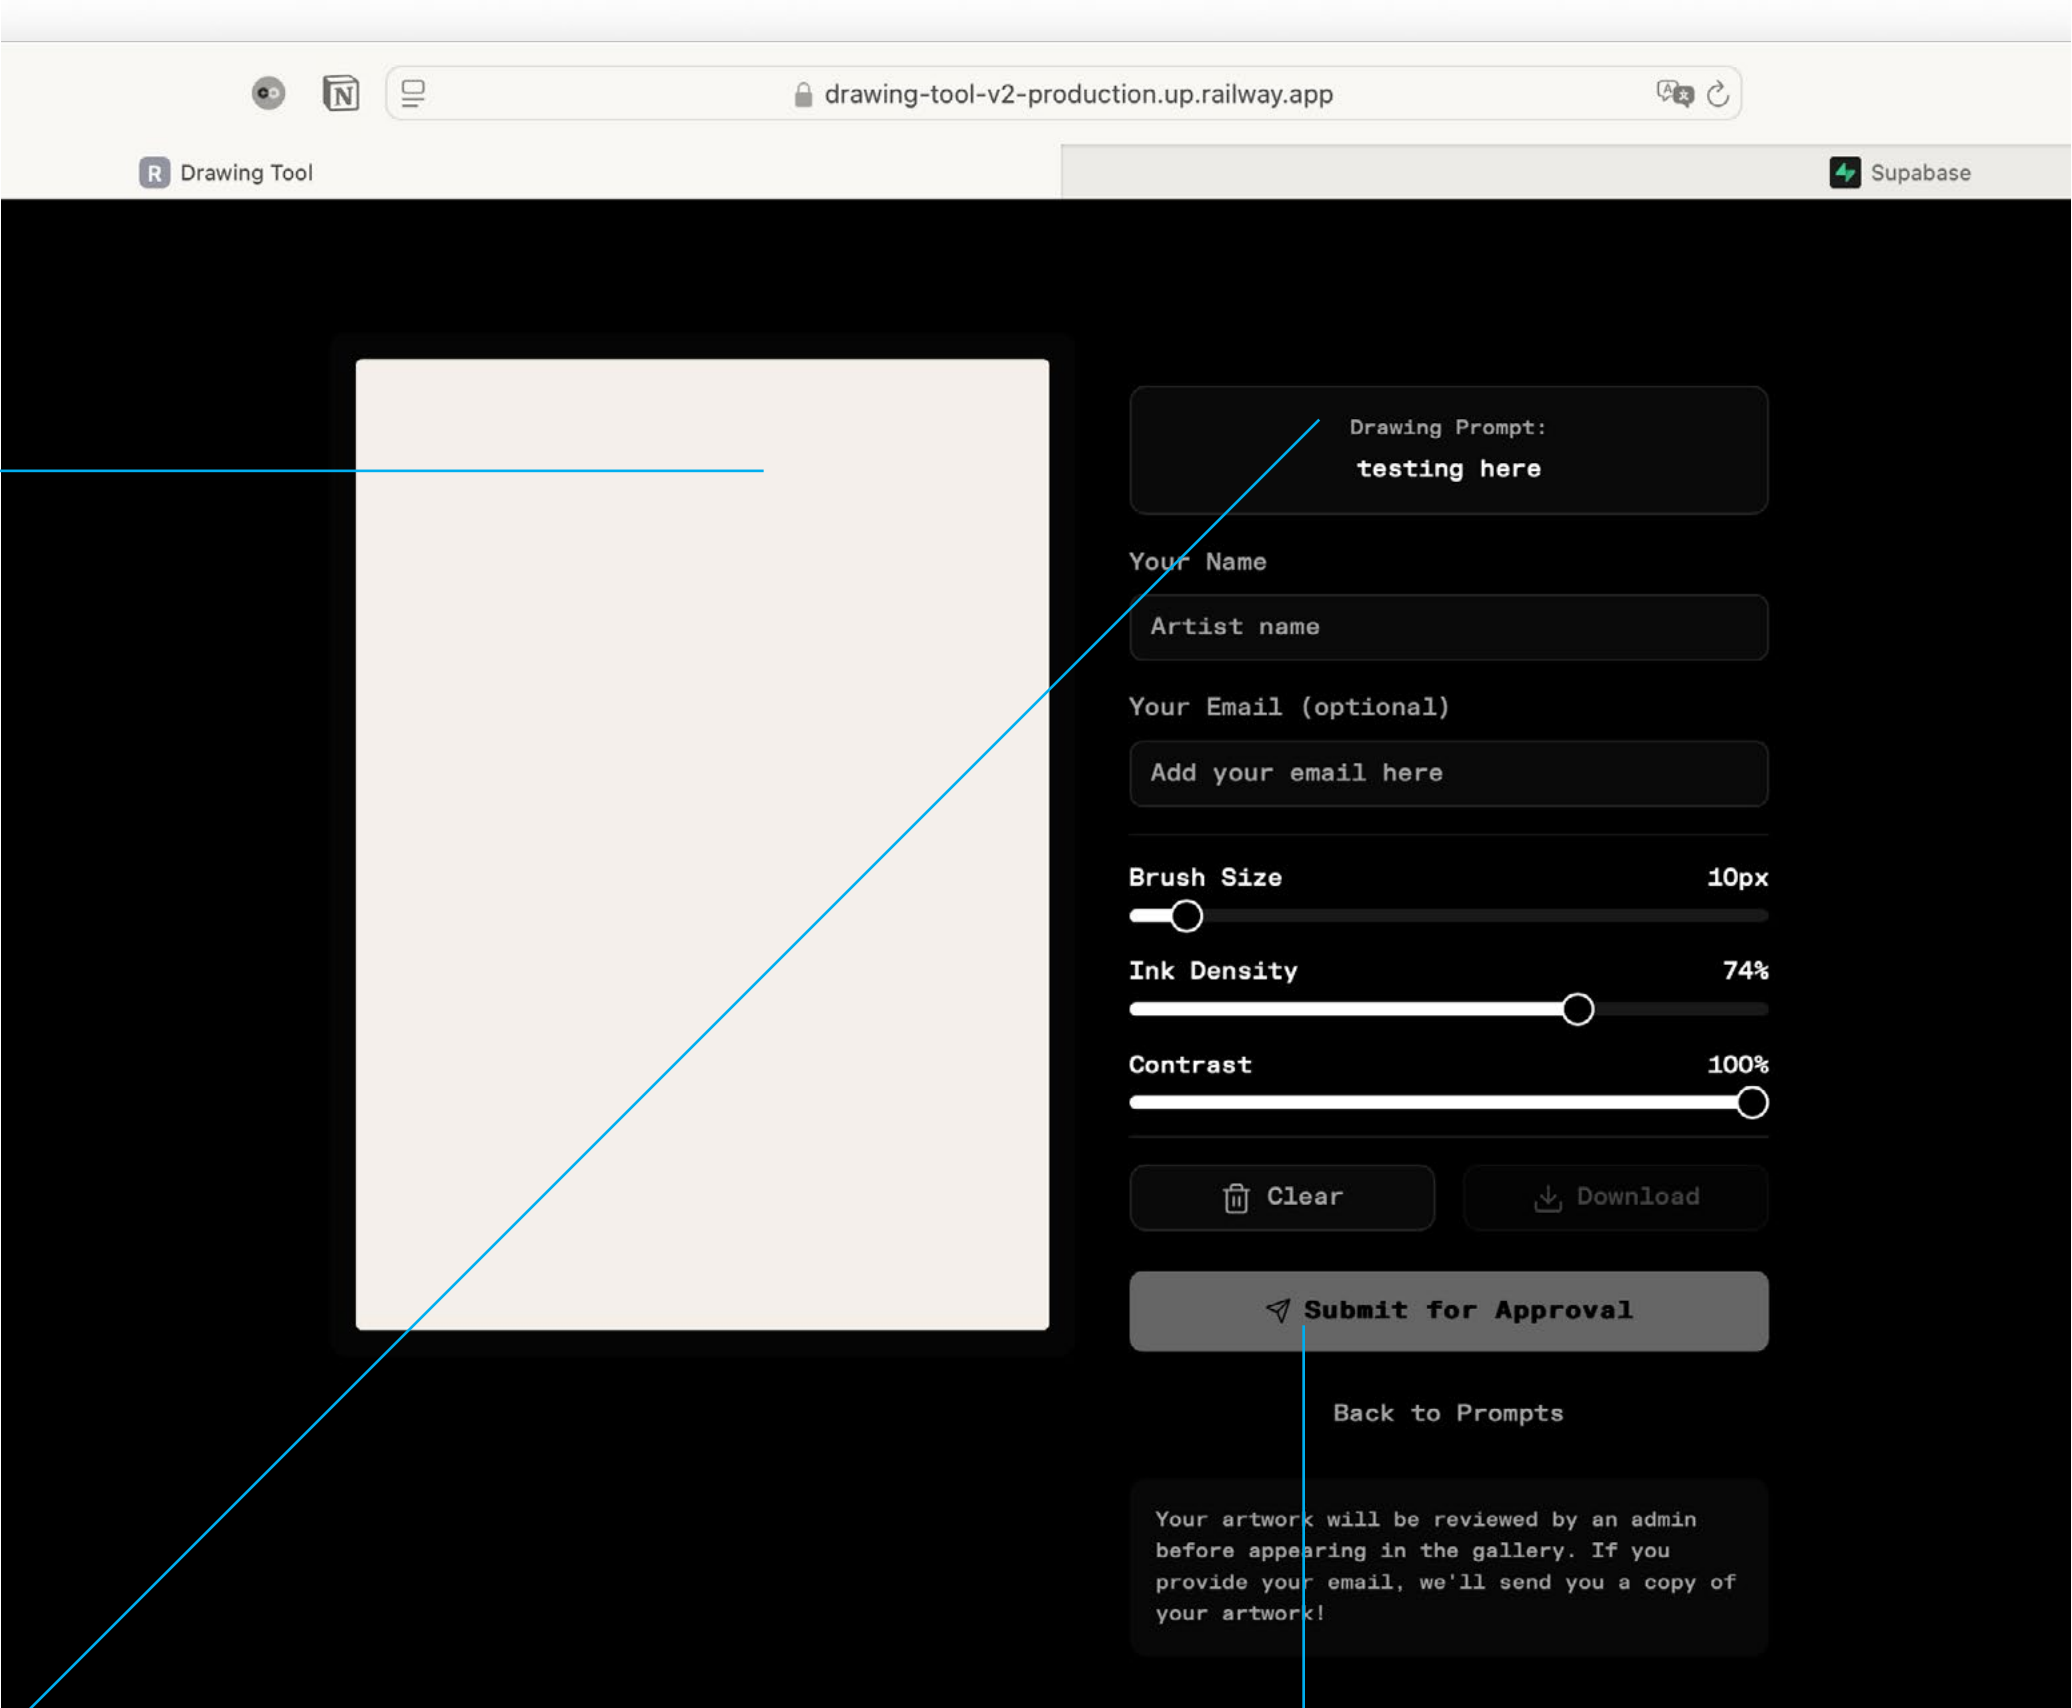 drawing-tool-v2-production.up.railway.app
R Drawing Tool
Supabase
Drawing Prompt:
testing here
Your Name
Artist name
Your Email (optional)
Add your email here
Brush Size 10px
Ink Density 74%
Contrast 100%
Clear Download
Submit for Approval
Back to Prompts
Your artwork will be reviewed by an admin
before appearing in the gallery. If you
provide your email, we'll send you a copy of
your artwork!